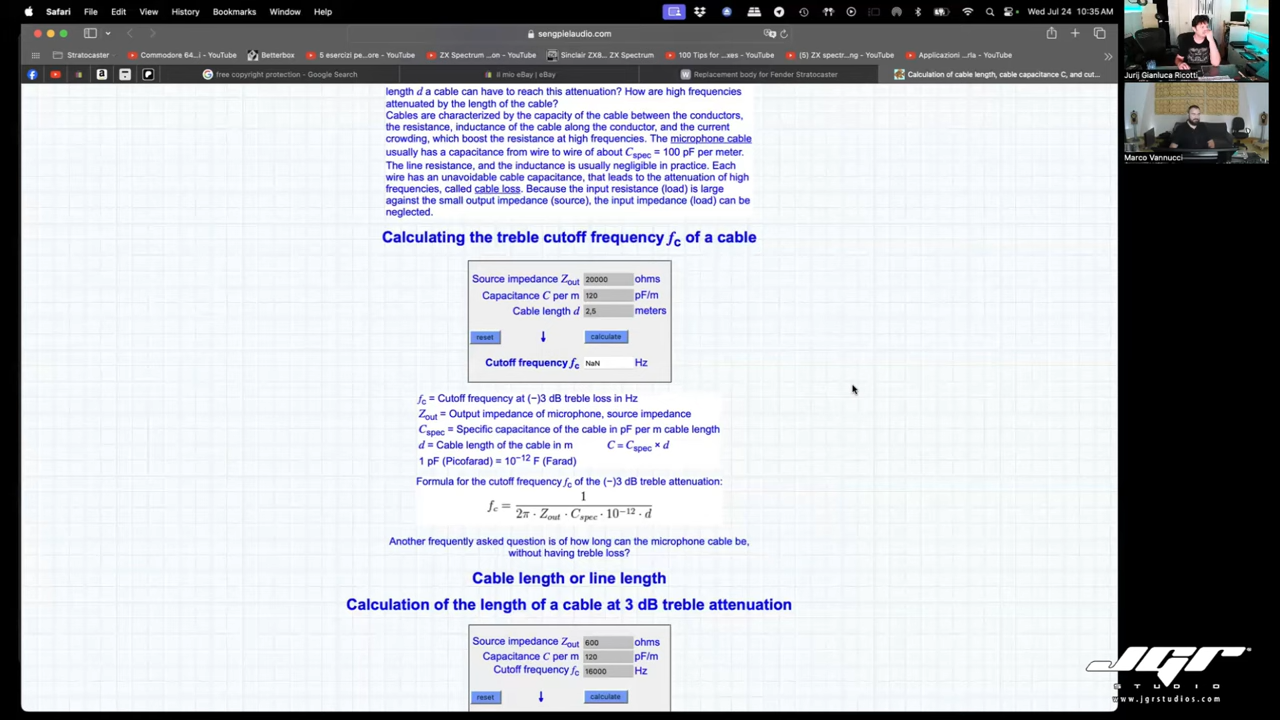 Safari File Edit View History Bookmarks Window Help
Wed Jul 24 10:35 AM
sengpielaudio.com
Stratocaster
Commodore 64...i - YouTube
Betterbox
5 esercizi pe...ore - YouTube
ZX Spectrum ...on - YouTube
Sinclair ZX8... ZX Spectrum
100 Tips for ...xes - YouTube
(5) ZX spectr...ng - YouTube
Applicazioni ...ria - YouTube
free copyright protection - Google Search
il mio eBay | eBay
Replacement body for Fender Stratocaster
Calculation of cable length, cable capacitance C, and cut...
length d a cable can have to reach this attenuation? How are high frequencies
attenuated by the length of the cable?
Cables are characterized by the capacity of the cable between the conductors,
the resistance, inductance of the cable along the conductor, and the current
crowding, which boost the resistance at high frequencies. The microphone cable
usually has a capacitance from wire to wire of about Cspec = 100 pF per meter.
The line resistance, and the inductance is usually negligible in practice. Each
wire has an unavoidable cable capacitance, that leads to the attenuation of high
frequencies, called cable loss. Because the input resistance (load) is large
against the small output impedance (source), the input impedance (load) can be
neglected.
Calculating the treble cutoff frequency fc of a cable
Source impedance Zout 20000 ohms
Capacitance C per m 120 pF/m
Cable length d 2,5 meters
reset ↓ calculate
Cutoff frequency fc NaN Hz
fc = Cutoff frequency at (−)3 dB treble loss in Hz
Zout = Output impedance of microphone, source impedance
Cspec = Specific capacitance of the cable in pF per m cable length
d = Cable length of the cable in m C = Cspec × d
1 pF (Picofarad) = 10−12 F (Farad)
Formula for the cutoff frequency fc of the (−)3 dB treble attenuation:
fc = 1 / 2π · Zout · Cspec · 10−12 · d
Another frequently asked question is of how long can the microphone cable be,
without having treble loss?
Cable length or line length
Calculation of the length of a cable at 3 dB treble attenuation
Source impedance Zout 600 ohms
Capacitance C per m 120 pF/m
Cutoff frequency fc 16000 Hz
reset ↓ calculate
Jurij Gianluca Ricotti
Marco Vannucci
JGR
STUDIO
www.jgrstudios.com